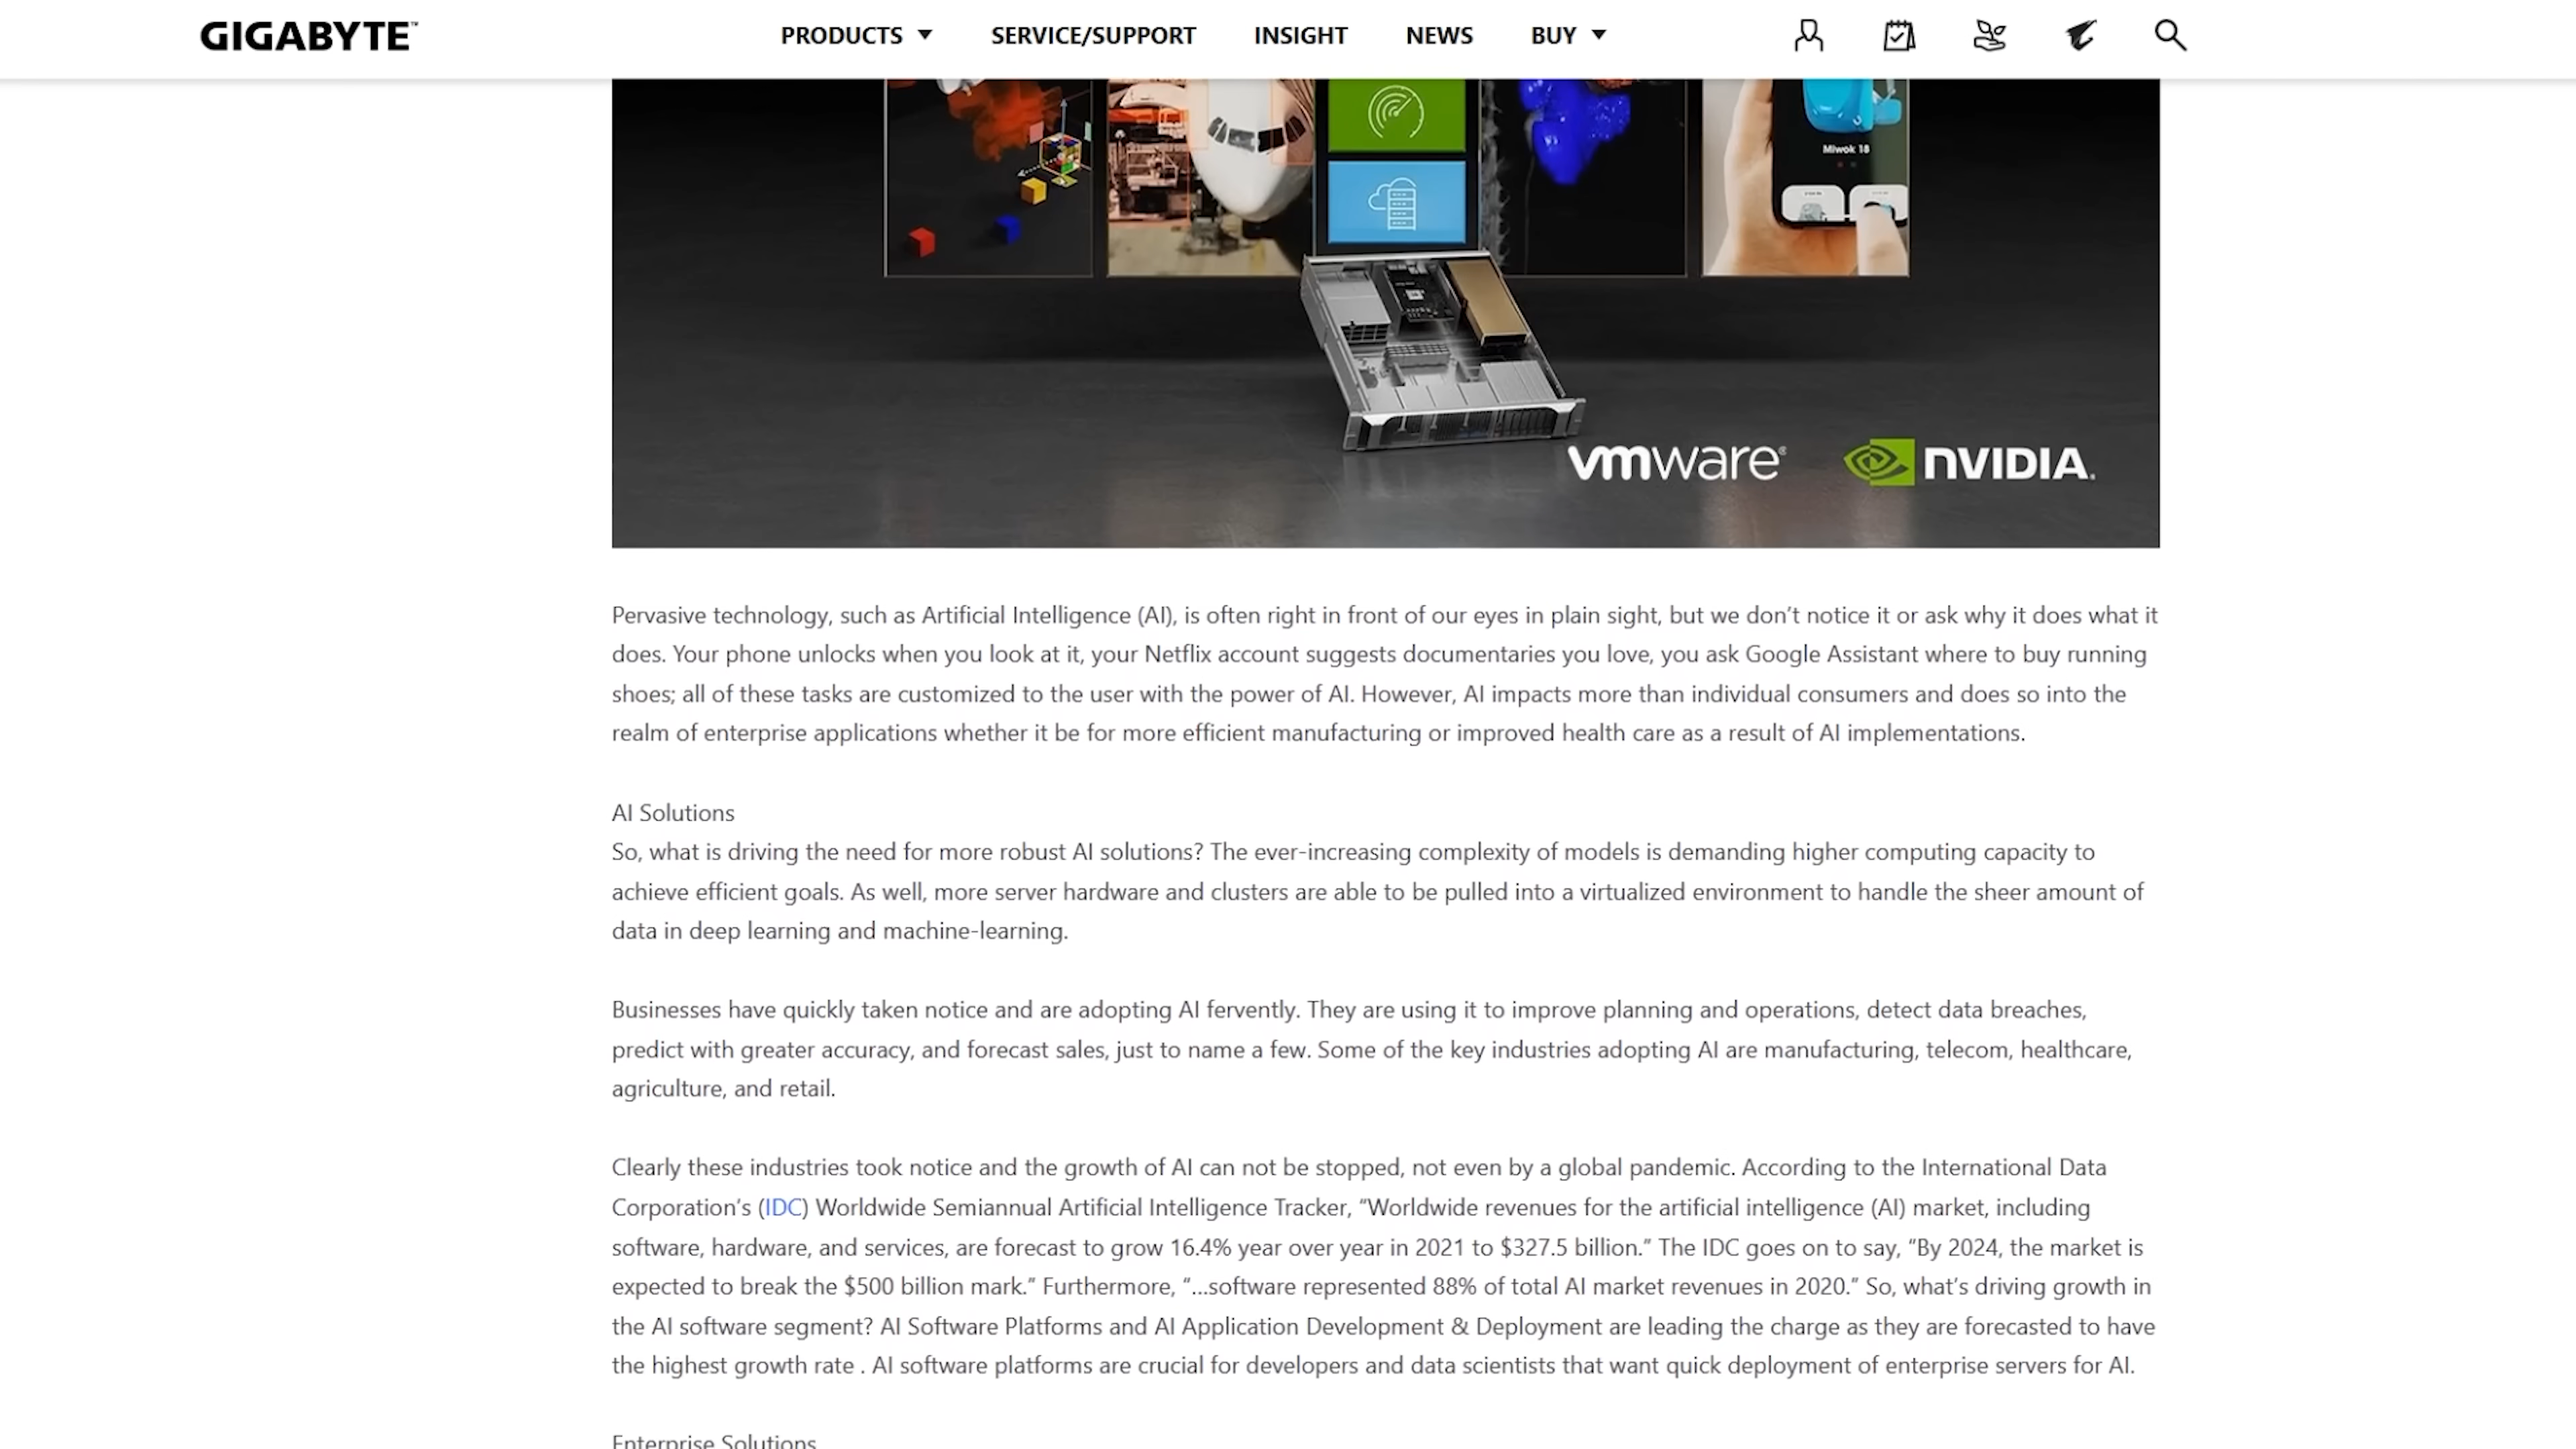 GIGABYTE™
PRODUCTS
SERVICE/SUPPORT
INSIGHT
NEWS
BUY
Miwok 18
vmware®
NVIDIA.
Pervasive technology, such as Artificial Intelligence (AI), is often right in front of our eyes in plain sight, but we don’t notice it or ask why it does what it
does. Your phone unlocks when you look at it, your Netflix account suggests documentaries you love, you ask Google Assistant where to buy running
shoes; all of these tasks are customized to the user with the power of AI. However, AI impacts more than individual consumers and does so into the
realm of enterprise applications whether it be for more efficient manufacturing or improved health care as a result of AI implementations.
AI Solutions
So, what is driving the need for more robust AI solutions? The ever-increasing complexity of models is demanding higher computing capacity to
achieve efficient goals. As well, more server hardware and clusters are able to be pulled into a virtualized environment to handle the sheer amount of
data in deep learning and machine-learning.
Businesses have quickly taken notice and are adopting AI fervently. They are using it to improve planning and operations, detect data breaches,
predict with greater accuracy, and forecast sales, just to name a few. Some of the key industries adopting AI are manufacturing, telecom, healthcare,
agriculture, and retail.
Clearly these industries took notice and the growth of AI can not be stopped, not even by a global pandemic. According to the International Data
Corporation’s (IDC) Worldwide Semiannual Artificial Intelligence Tracker, “Worldwide revenues for the artificial intelligence (AI) market, including
software, hardware, and services, are forecast to grow 16.4% year over year in 2021 to $327.5 billion.” The IDC goes on to say, “By 2024, the market is
expected to break the $500 billion mark.” Furthermore, “...software represented 88% of total AI market revenues in 2020.” So, what’s driving growth in
the AI software segment? AI Software Platforms and AI Application Development & Deployment are leading the charge as they are forecasted to have
the highest growth rate . AI software platforms are crucial for developers and data scientists that want quick deployment of enterprise servers for AI.
Enterprise Solutions